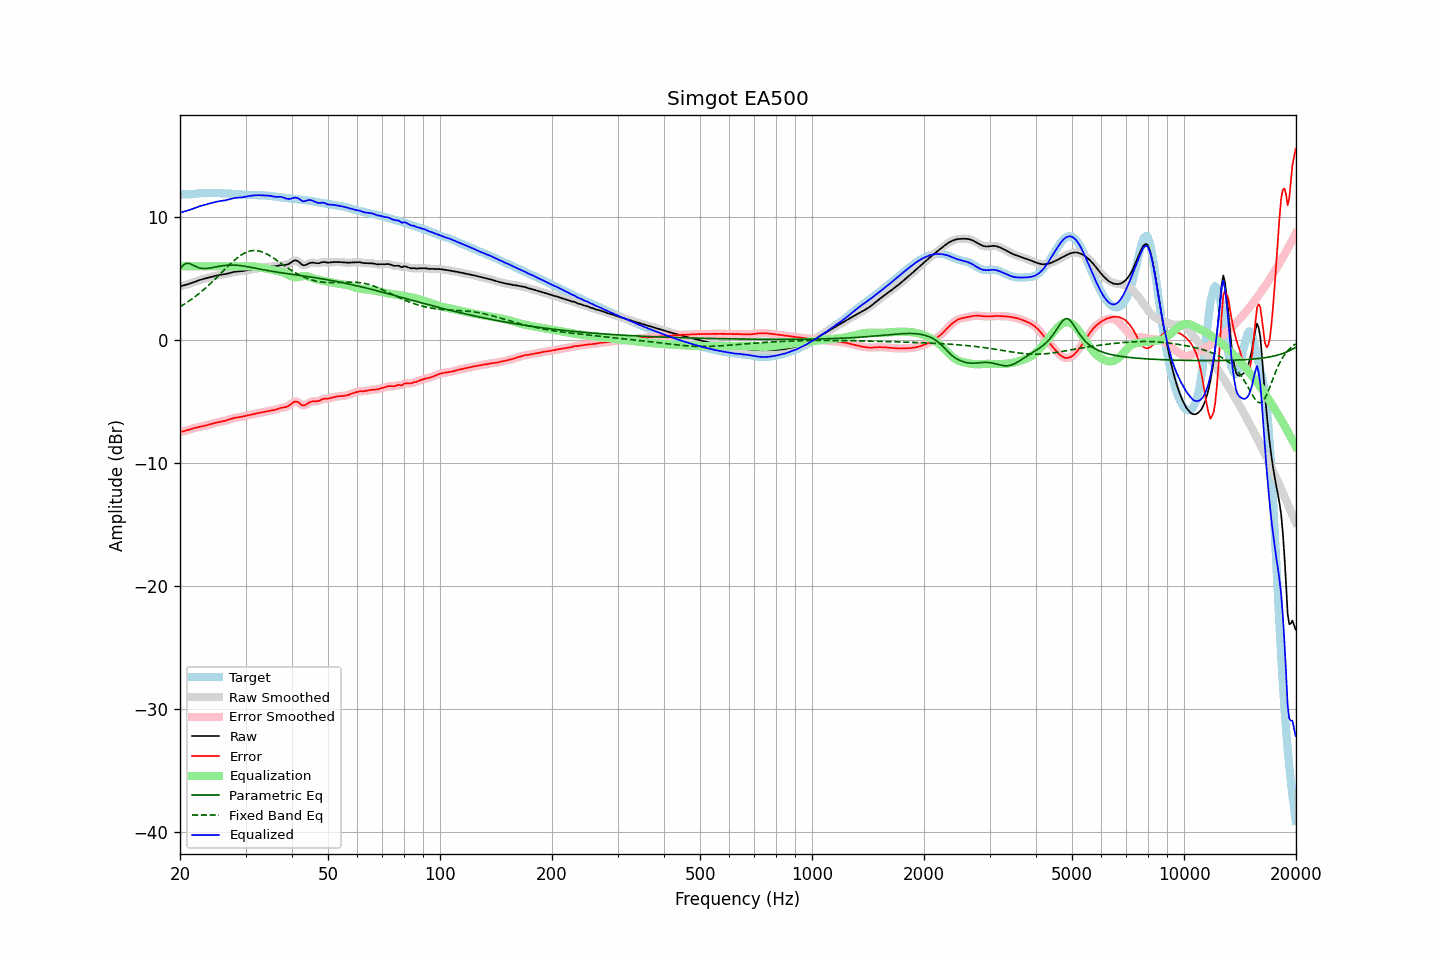 Simgot EA500
10
0
−10
−20
−30
−40
Amplitude (dBr)
Target
Raw Smoothed
Error Smoothed
Raw
Error
Equalization
Parametric Eq
Fixed Band Eq
Equalized
20 50 100 200 500 1000 2000 5000 10000 20000
Frequency (Hz)